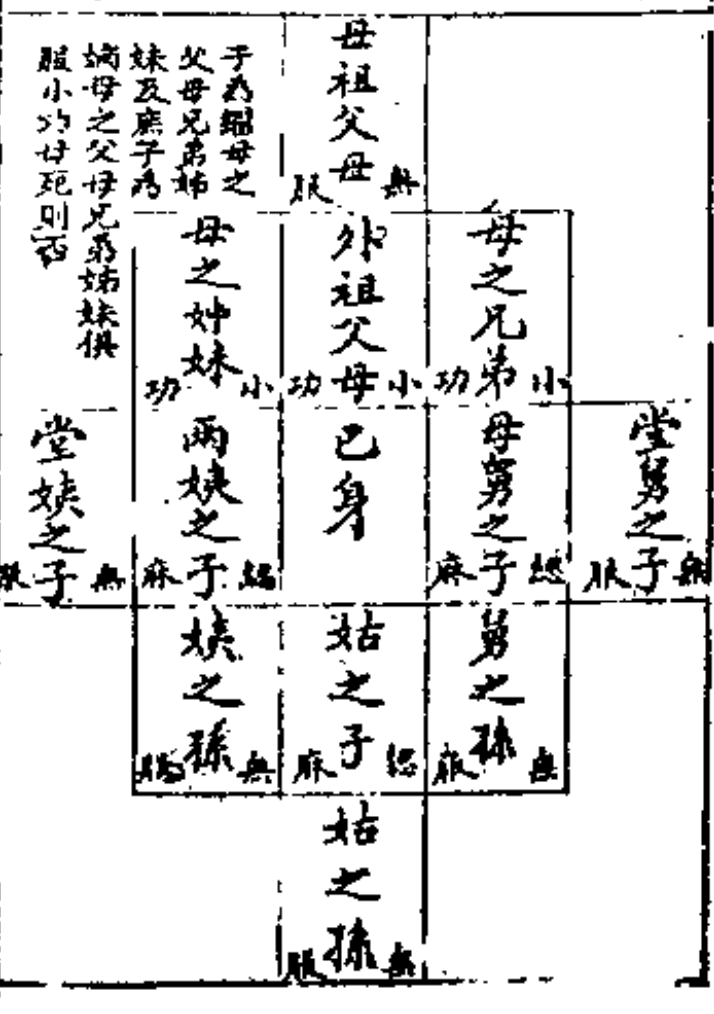 母祖父母
無服
子為繼母之
父母兄弟姊
妹及庶子為
嫡母之父母兄弟姊妹俱
服小功母死則否
母之兄弟
小功
外祖父母
小功
母之姊妹
小功
堂舅之子
無服
母舅之子
緦麻
己身
兩姨之子
緦麻
堂姨之子
無服
舅之孫
無服
姑之子
緦麻
姨之孫
無服
姑之孫
無服